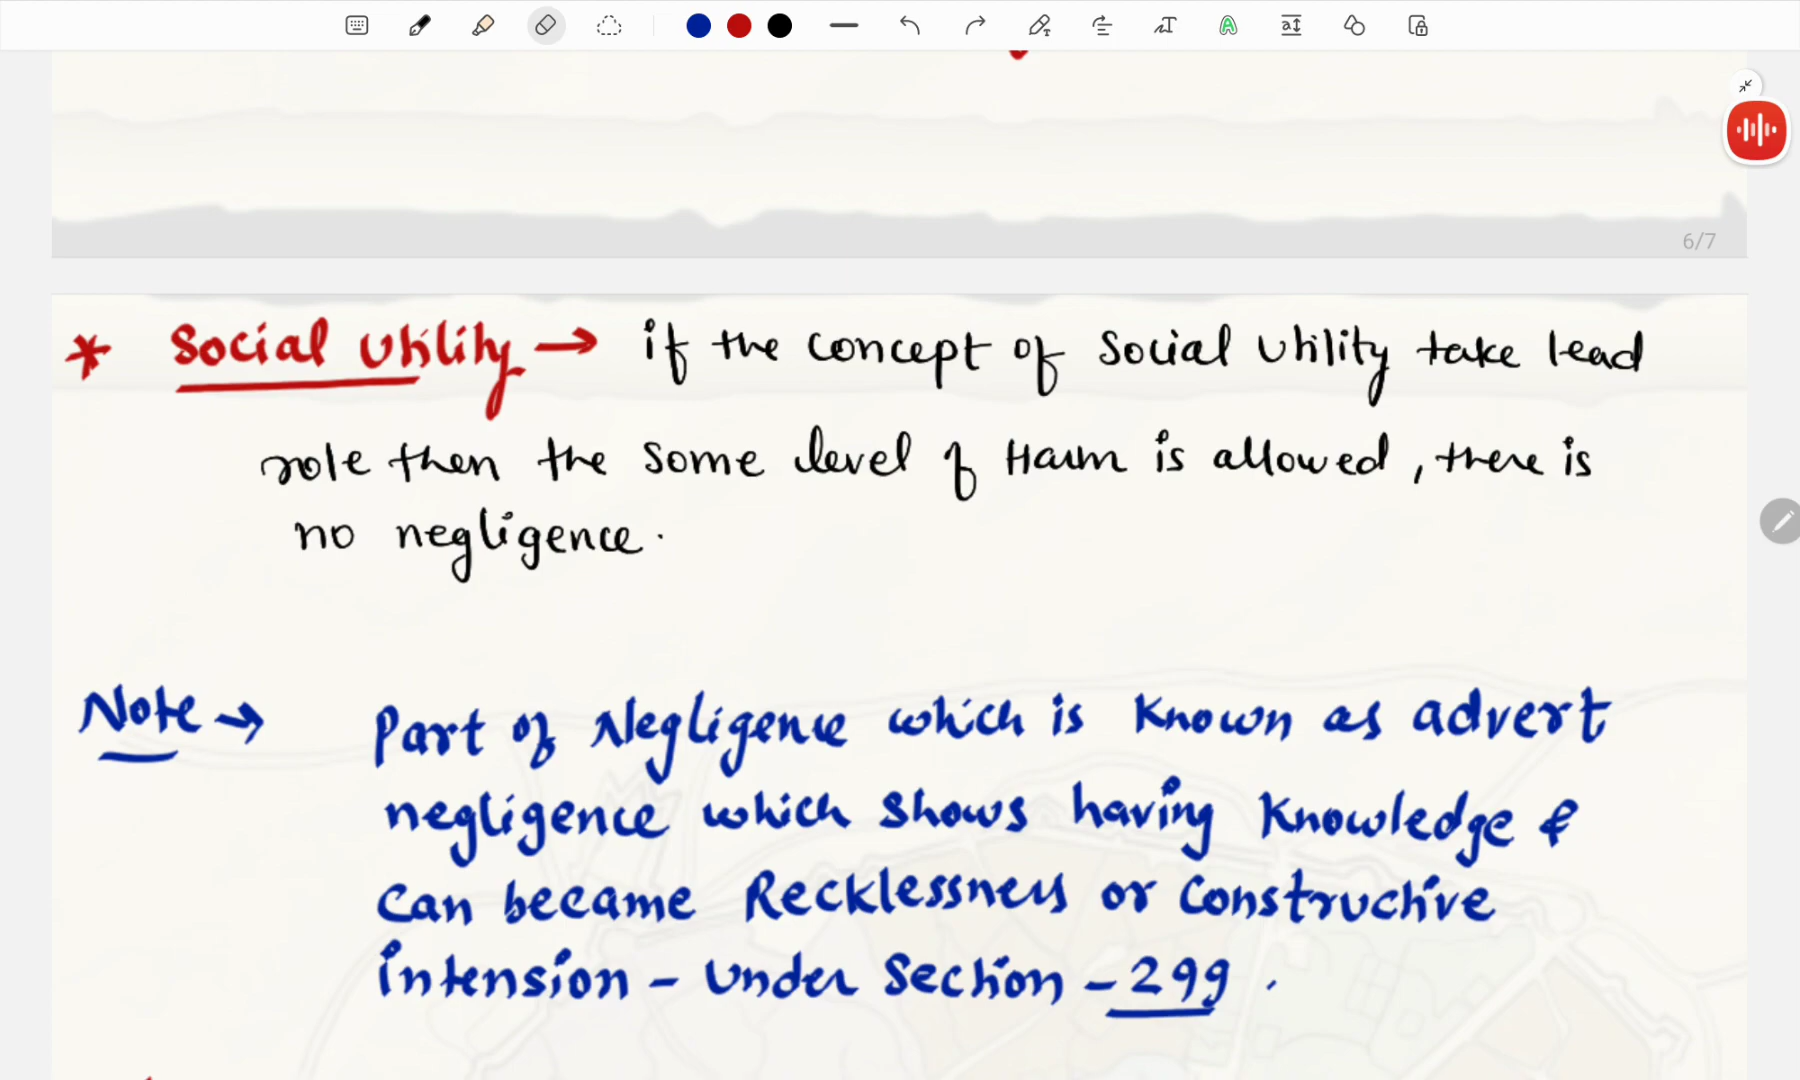 6/7
* Social Utility → if the concept of Social Utility take lead
role then the some level of Harm is allowed, there is
no negligence.
Note → Part of Negligence which is known as advert
negligence which shows having Knowledge &
Can became Recklessness or Constructive
intension - Under Section - 299.